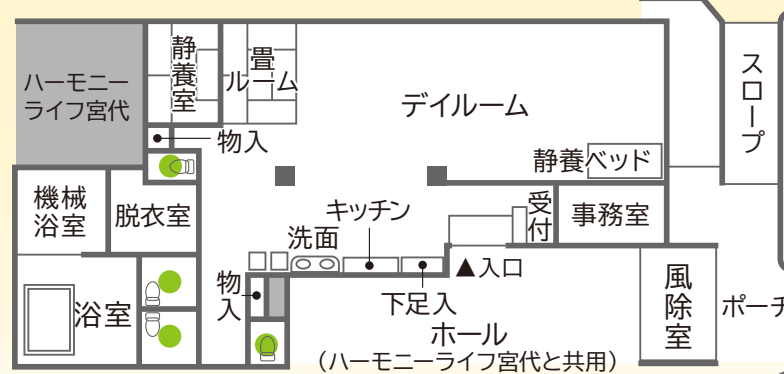 ハーモニー
ライフ宮代
静養室
畳
ルーム
デイルーム
スロープ
物入
静養ベッド
機械
浴室
脱衣室
キッチン
洗面
受付
事務室
▲入口
物入
下足入
風除室
ポーチ
浴室
ホール
（ハーモニーライフ宮代と共用）